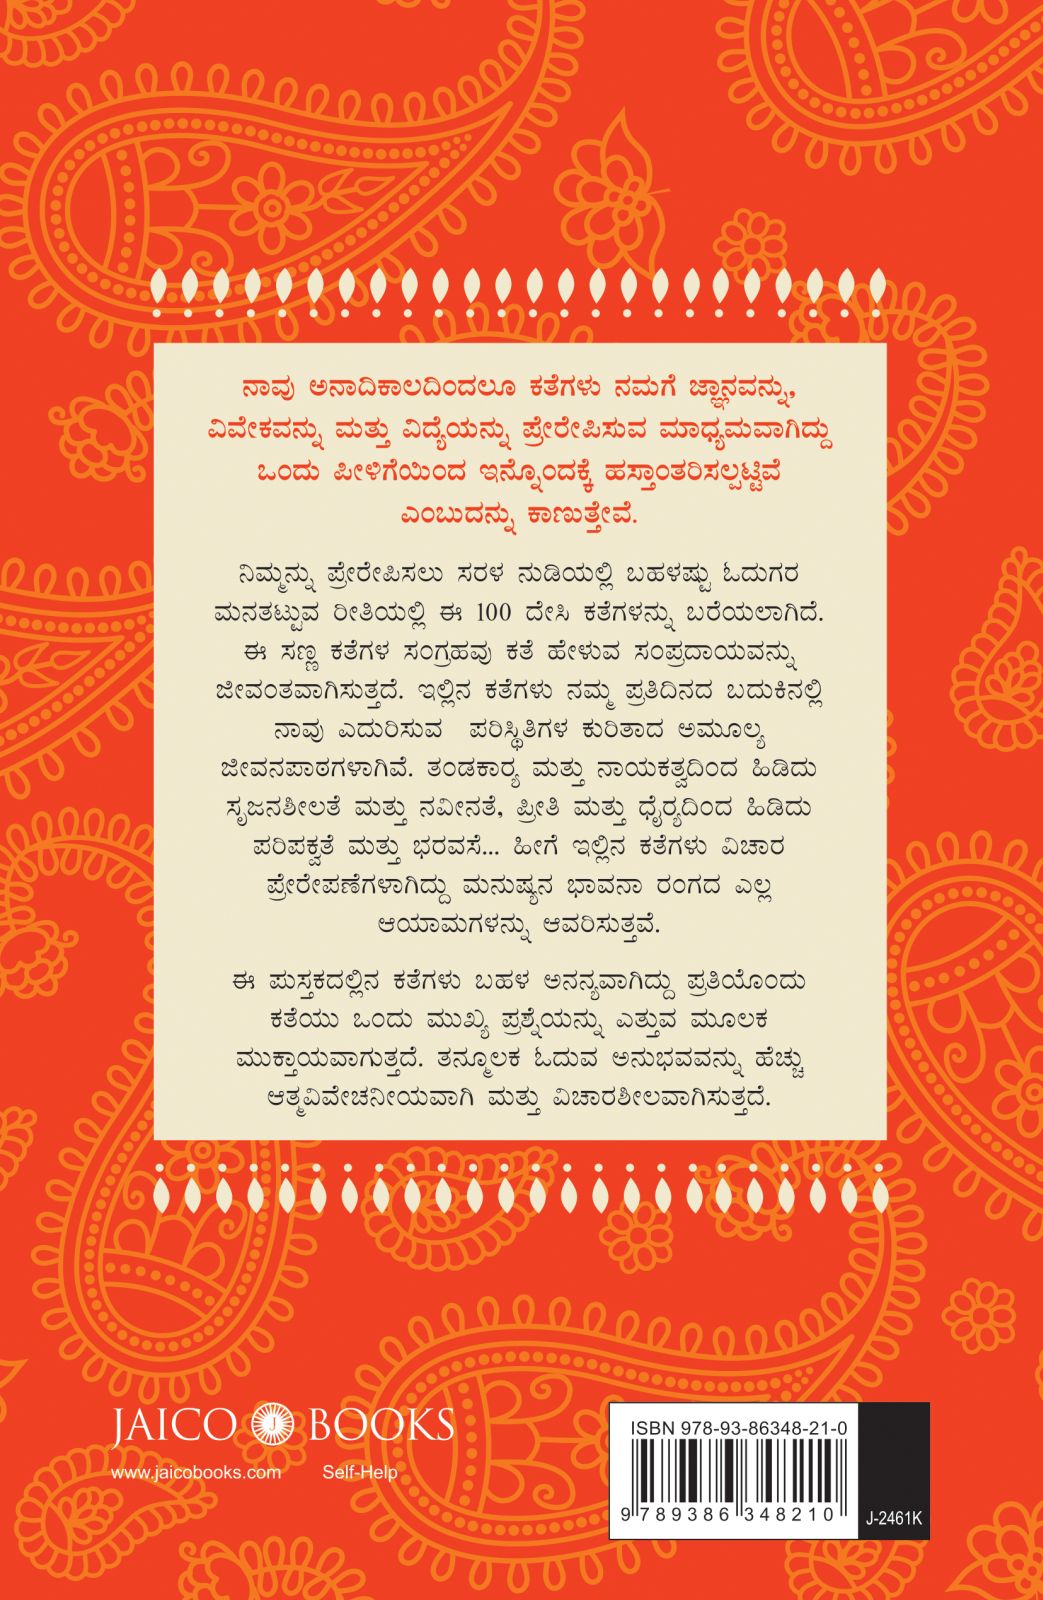 ನಾವು ಅನಾದಿಕಾಲದಿಂದಲೂ ಕತೆಗಳು ನಮಗೆ ಜ್ಞಾನವನ್ನು,
ವಿವೇಕವನ್ನು ಮತ್ತು ವಿದ್ಯೆಯನ್ನು ಪ್ರೇರೇಪಿಸುವ ಮಾಧ್ಯಮವಾಗಿದ್ದು
ಒಂದು ಪೀಳಿಗೆಯಿಂದ ಇನ್ನೊಂದಕ್ಕೆ ಹಸ್ತಾಂತರಿಸಲ್ಪಟ್ಟಿವೆ
ಎಂಬುದನ್ನು ಕಾಣುತ್ತೇವೆ.
ನಿಮ್ಮನ್ನು ಪ್ರೇರೇಪಿಸಲು ಸರಳ ನುಡಿಯಲ್ಲಿ ಬಹಳಷ್ಟು ಓದುಗರ
ಮನತಟ್ಟುವ ರೀತಿಯಲ್ಲಿ ಈ 100 ದೇಸಿ ಕತೆಗಳನ್ನು ಬರೆಯಲಾಗಿದೆ.
ಈ ಸಣ್ಣ ಕತೆಗಳ ಸಂಗ್ರಹವು ಕತೆ ಹೇಳುವ ಸಂಪ್ರದಾಯವನ್ನು
ಜೀವಂತವಾಗಿಸುತ್ತದೆ. ಇಲ್ಲಿನ ಕತೆಗಳು ನಮ್ಮ ಪ್ರತಿದಿನದ ಬದುಕಿನಲ್ಲಿ
ನಾವು ಎದುರಿಸುವ ಪರಿಸ್ಥಿತಿಗಳ ಕುರಿತಾದ ಅಮೂಲ್ಯ
ಜೀವನಪಾಠಗಳಾಗಿವೆ. ತಂಡಕಾರ‍್ಯ ಮತ್ತು ನಾಯಕತ್ವದಿಂದ ಹಿಡಿದು
ಸೃಜನಶೀಲತೆ ಮತ್ತು ನವೀನತೆ, ಪ್ರೀತಿ ಮತ್ತು ಧೈರ‍್ಯದಿಂದ ಹಿಡಿದು
ಪರಿಪಕ್ವತೆ ಮತ್ತು ಭರವಸೆ... ಹೀಗೆ ಇಲ್ಲಿನ ಕತೆಗಳು ವಿಚಾರ
ಪ್ರೇರೇಪಣೆಗಳಾಗಿದ್ದು ಮನುಷ್ಯನ ಭಾವನಾ ರಂಗದ ಎಲ್ಲ
ಆಯಾಮಗಳನ್ನು ಆವರಿಸುತ್ತವೆ.
ಈ ಪುಸ್ತಕದಲ್ಲಿನ ಕತೆಗಳು ಬಹಳ ಅನನ್ಯವಾಗಿದ್ದು ಪ್ರತಿಯೊಂದು
ಕತೆಯು ಒಂದು ಮುಖ್ಯ ಪ್ರಶ್ನೆಯನ್ನು ಎತ್ತುವ ಮೂಲಕ
ಮುಕ್ತಾಯವಾಗುತ್ತದೆ. ತನ್ಮೂಲಕ ಓದುವ ಅನುಭವವನ್ನು ಹೆಚ್ಚು
ಆತ್ಮವಿವೇಚನೀಯವಾಗಿ ಮತ್ತು ವಿಚಾರಶೀಲವಾಗಿಸುತ್ತದೆ.
JAICO J BOOKS
www.jaicobooks.com Self-Help
ISBN 978-93-86348-21-0
9 789386 348210
J-2461K